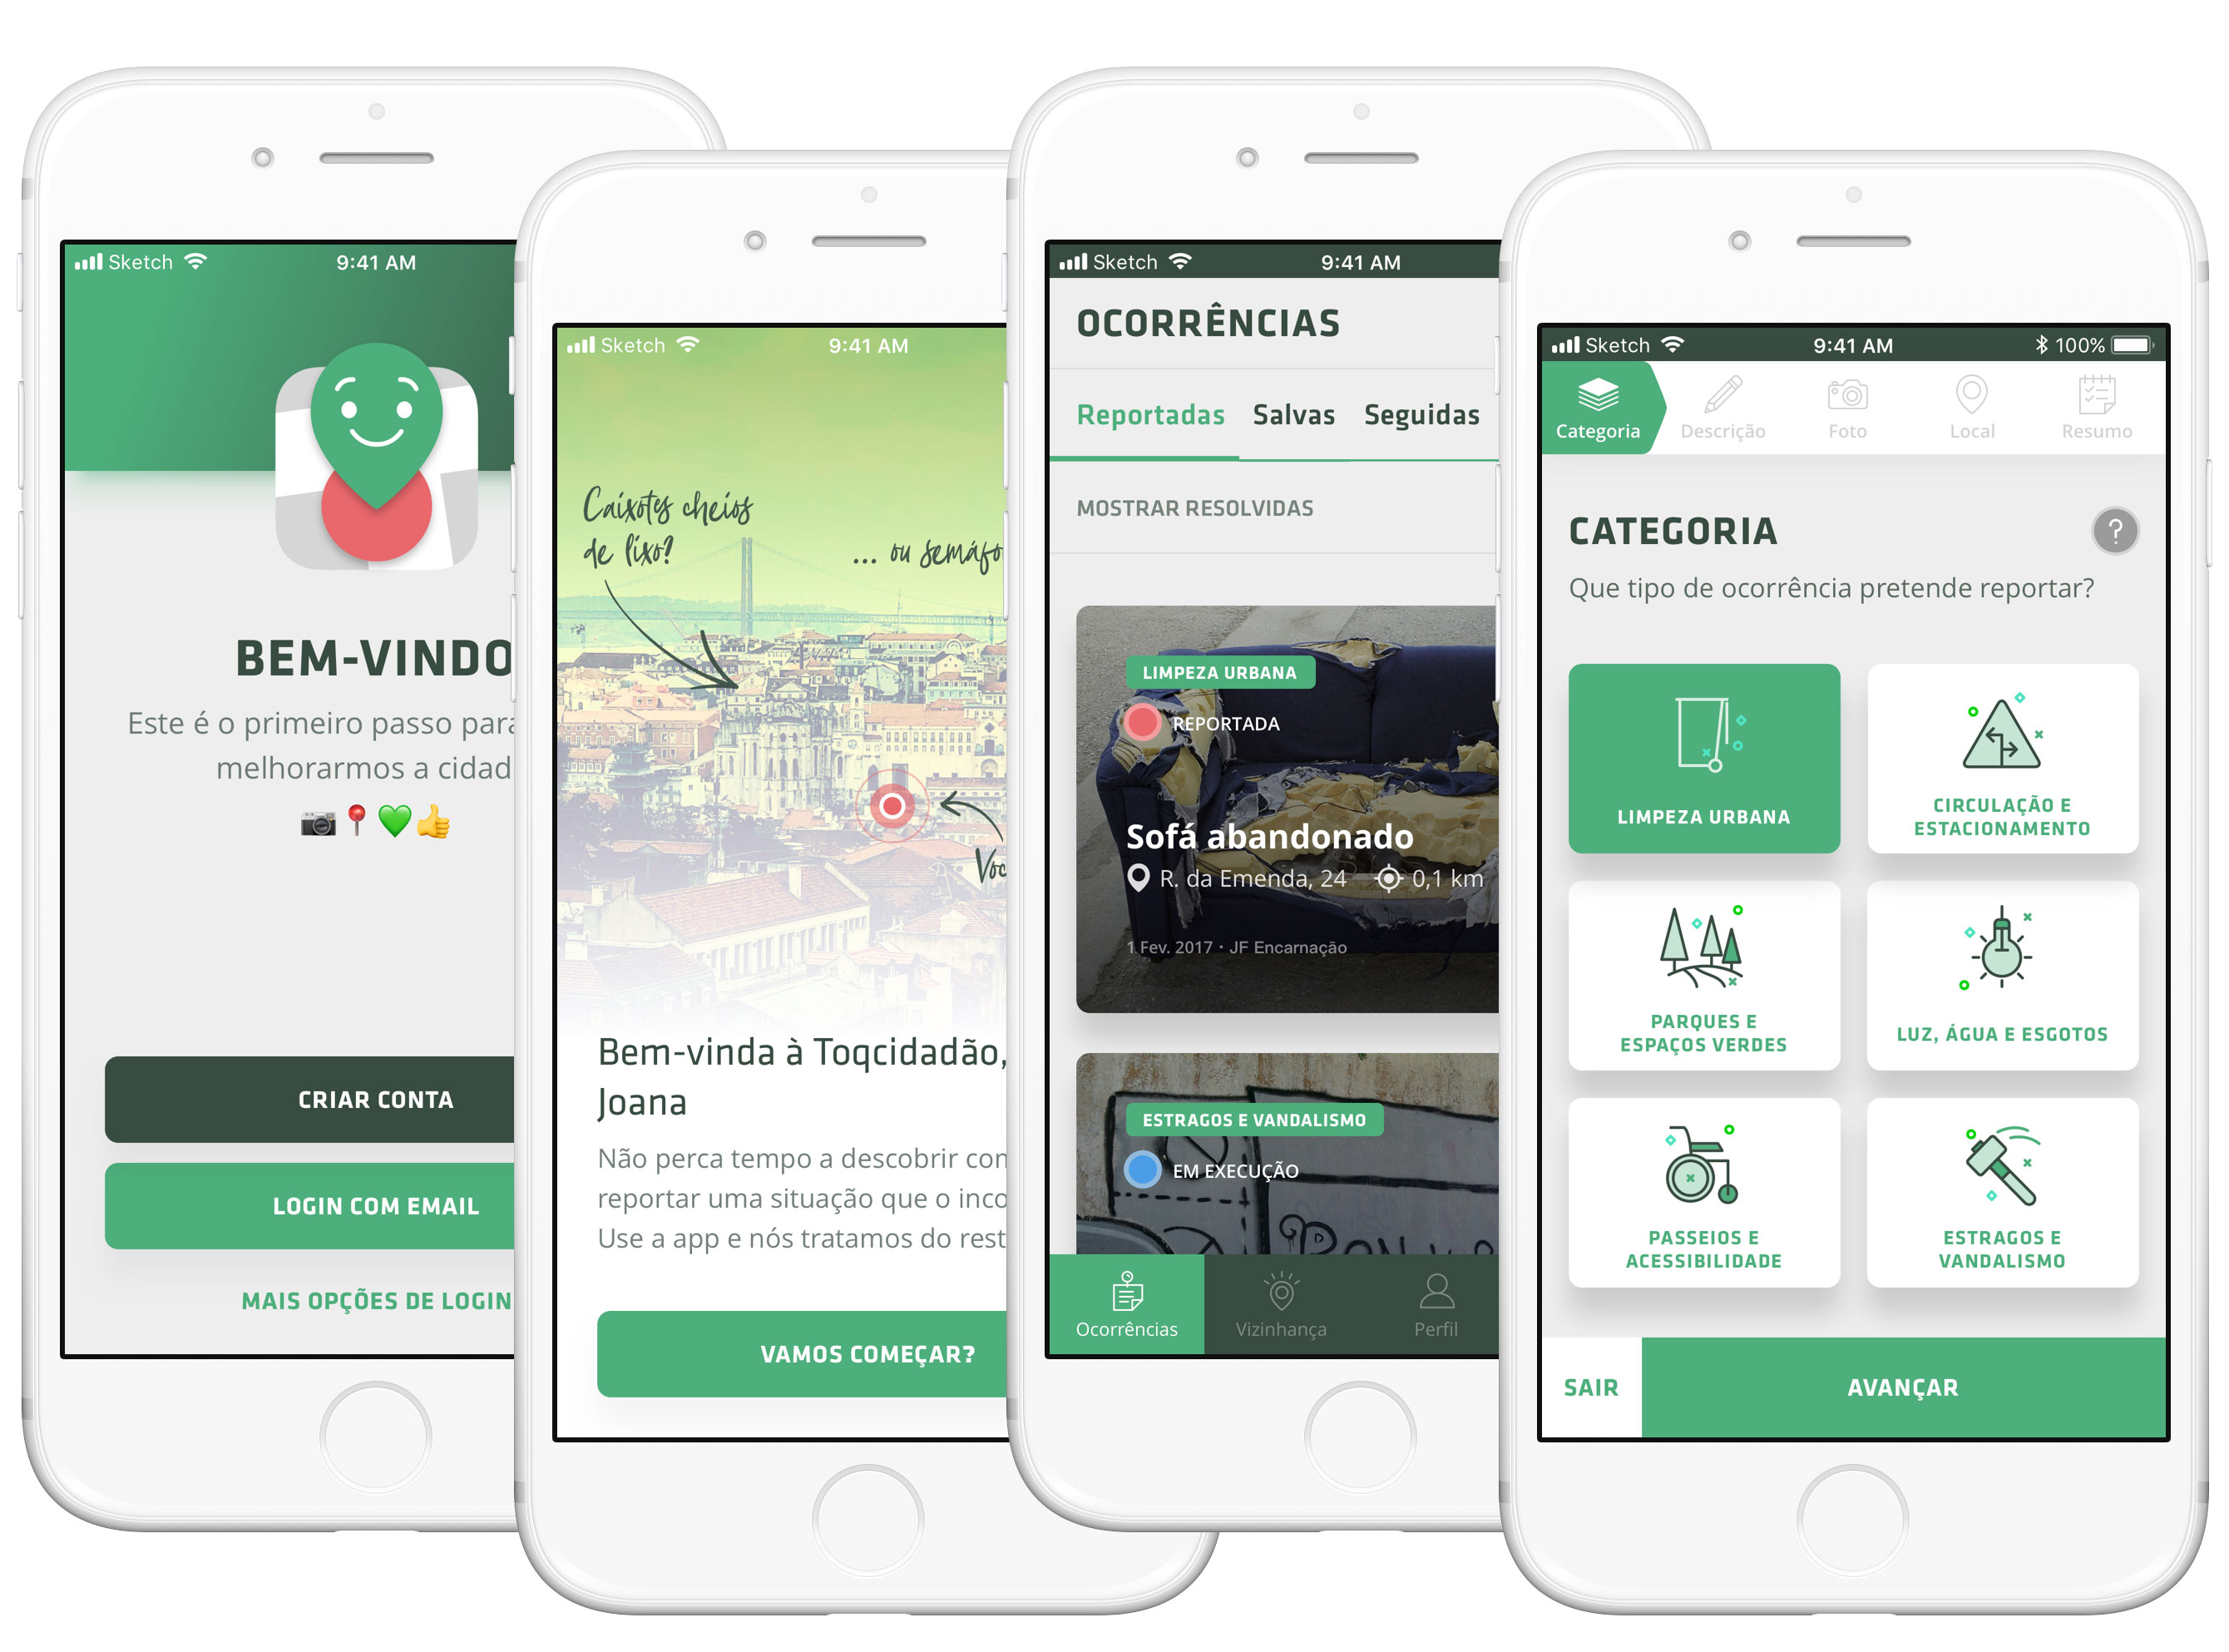 Sketch 9:41 AM
BEM-VINDO
Este é o primeiro passo para
melhorarmos a cidad
CRIAR CONTA
LOGIN COM EMAIL
MAIS OPÇÕES DE LOGIN
Sketch 9:41 AM
Caixotes cheios
de lixo?
... ou semáfo
Voc
Bem-vinda à Toqcidadão,
Joana
Não perca tempo a descobrir con
reportar uma situação que o inco
Use a app e nós tratamos do rest
VAMOS COMEÇAR?
Sketch 9:41 AM
OCORRÊNCIAS
Reportadas Salvas Seguidas
MOSTRAR RESOLVIDAS
LIMPEZA URBANA
REPORTADA
Sofá abandonado
R. da Emenda, 24 0,1 km
1 Fev. 2017 • JF Encarnação
ESTRAGOS E VANDALISMO
EM EXECUÇÃO
Ocorrências Vizinhança Perfil
Sketch 9:41 AM 100%
Categoria Descrição Foto Local Resumo
CATEGORIA ?
Que tipo de ocorrência pretende reportar?
LIMPEZA URBANA
CIRCULAÇÃO E
ESTACIONAMENTO
PARQUES E
ESPAÇOS VERDES
LUZ, ÁGUA E ESGOTOS
PASSEIOS E
ACESSIBILIDADE
ESTRAGOS E
VANDALISMO
SAIR AVANÇAR